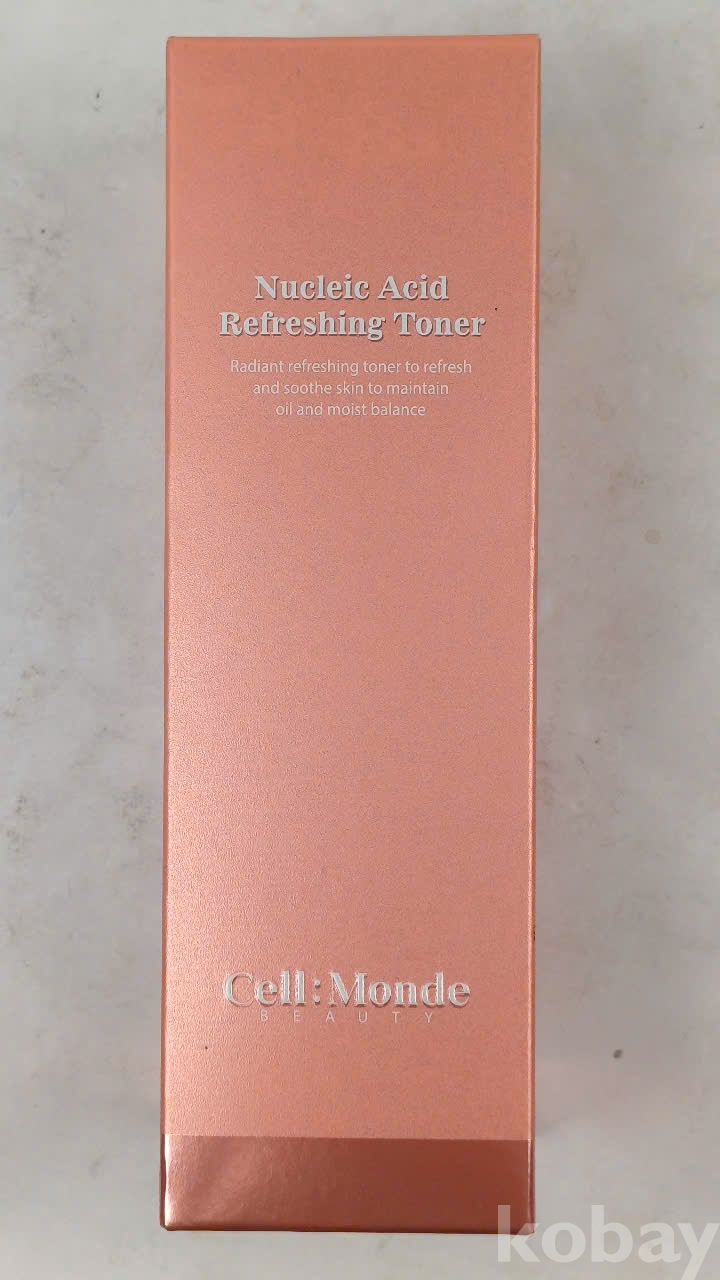 Nucleic Acid
Refreshing Toner
Radiant refreshing toner to refresh
and soothe skin to maintain
oil and moist balance
Cell:Monde
BEAUTY
kobay